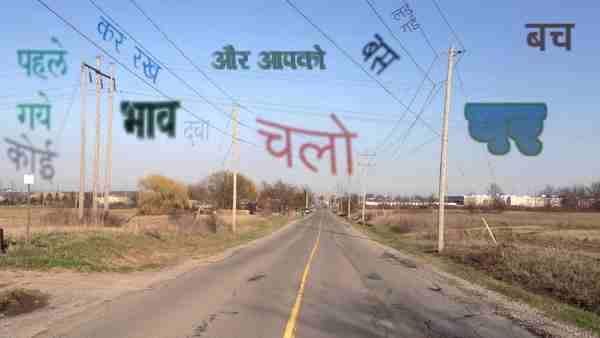 पहले
कर रख
और आपको
बेस
बच
गये
भाव
दवा
चलो
कोई